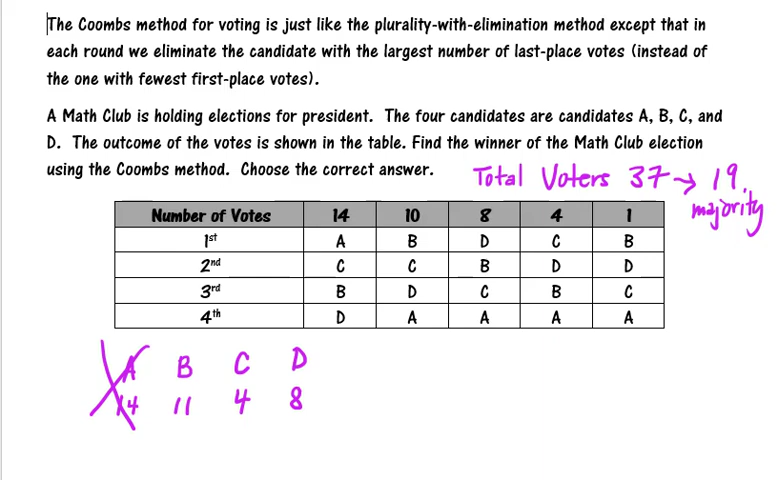 The Coombs method for voting is just like the plurality-with-elimination method except that in
each round we eliminate the candidate with the largest number of last-place votes (instead of
the one with fewest first-place votes).
A Math Club is holding elections for president. The four candidates are candidates A, B, C, and
D. The outcome of the votes is shown in the table. Find the winner of the Math Club election
using the Coombs method. Choose the correct answer.
Total Voters 37 → 19.
majority
Number of Votes 14 10 8 4 1
1st A B D C B
2nd C C B D D
3rd B D C B C
4th D A A A A
A B C D
14 11 4 8